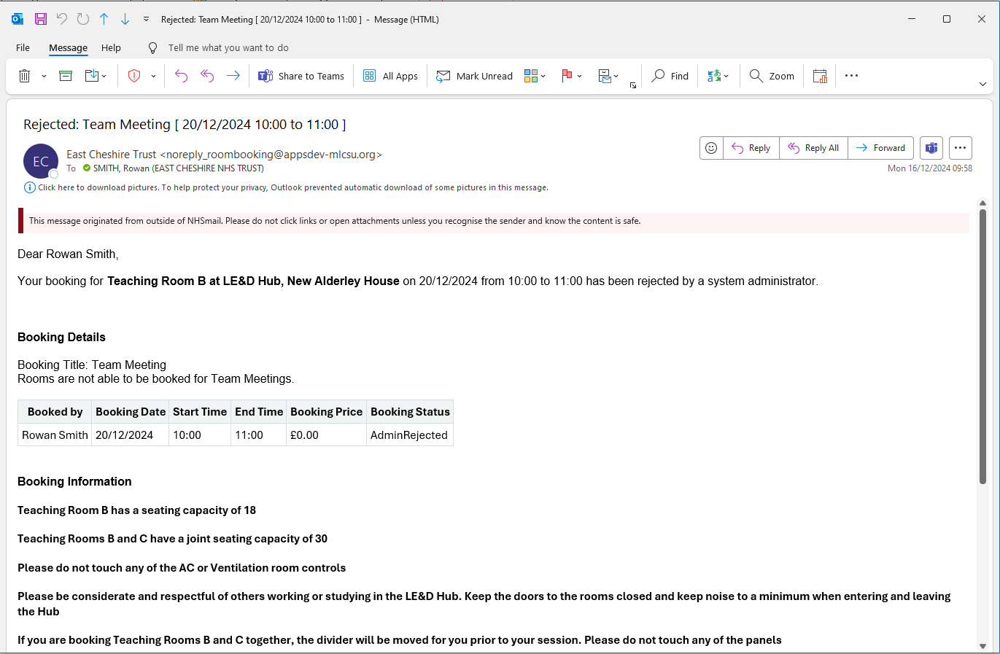 Rejected: Team Meeting [ 20/12/2024 10:00 to 11:00 ] - Message (HTML)
File Message Help Tell me what you want to do
Share to Teams All Apps Mark Unread Find Zoom
Rejected: Team Meeting [ 20/12/2024 10:00 to 11:00 ]
EC
East Cheshire Trust <noreply_roombooking@appsdev-mlcsu.org>
To SMITH, Rowan (EAST CHESHIRE NHS TRUST)
Reply Reply All Forward
Mon 16/12/2024 09:58
Click here to download pictures. To help protect your privacy, Outlook prevented automatic download of some pictures in this message.
This message originated from outside of NHSmail. Please do not click links or open attachments unless you recognise the sender and know the content is safe.
Dear Rowan Smith,
Your booking for Teaching Room B at LE&D Hub, New Alderley House on 20/12/2024 from 10:00 to 11:00 has been rejected by a system administrator.
Booking Details
Booking Title: Team Meeting
Rooms are not able to be booked for Team Meetings.
Booked by Booking Date Start Time End Time Booking Price Booking Status
Rowan Smith 20/12/2024 10:00 11:00 £0.00 AdminRejected
Booking Information
Teaching Room B has a seating capacity of 18
Teaching Rooms B and C have a joint seating capacity of 30
Please do not touch any of the AC or Ventilation room controls
Please be considerate and respectful of others working or studying in the LE&D Hub. Keep the doors to the rooms closed and keep noise to a minimum when entering and leaving
the Hub
If you are booking Teaching Rooms B and C together, the divider will be moved for you prior to your session. Please do not touch any of the panels